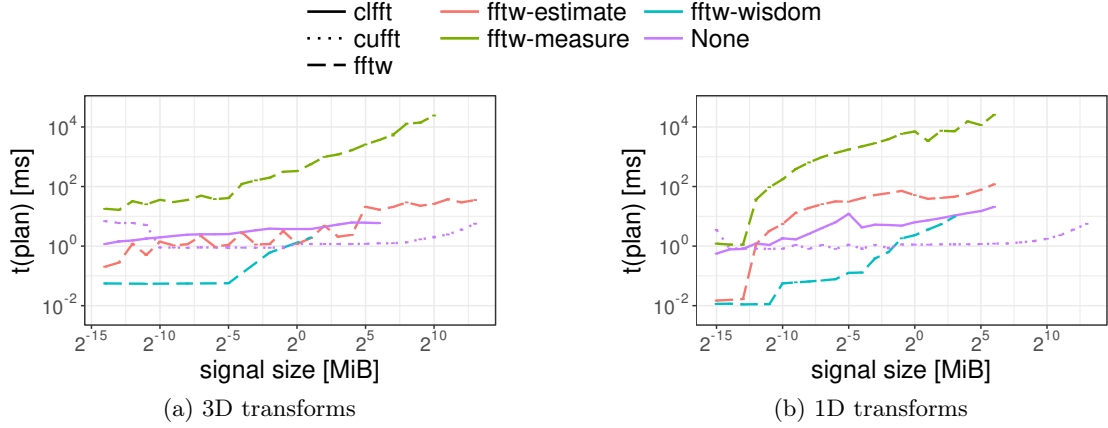 clfft fftw-estimate fftw-wisdom
cufft fftw-measure None
fftw
t(plan) [ms]
10^4
10^2
10^0
10^-2
2^-15 2^-10 2^-5 2^0 2^5 2^10
signal size [MiB]
(a) 3D transforms
t(plan) [ms]
10^4
10^2
10^0
10^-2
2^-15 2^-10 2^-5 2^0 2^5 2^10
signal size [MiB]
(b) 1D transforms